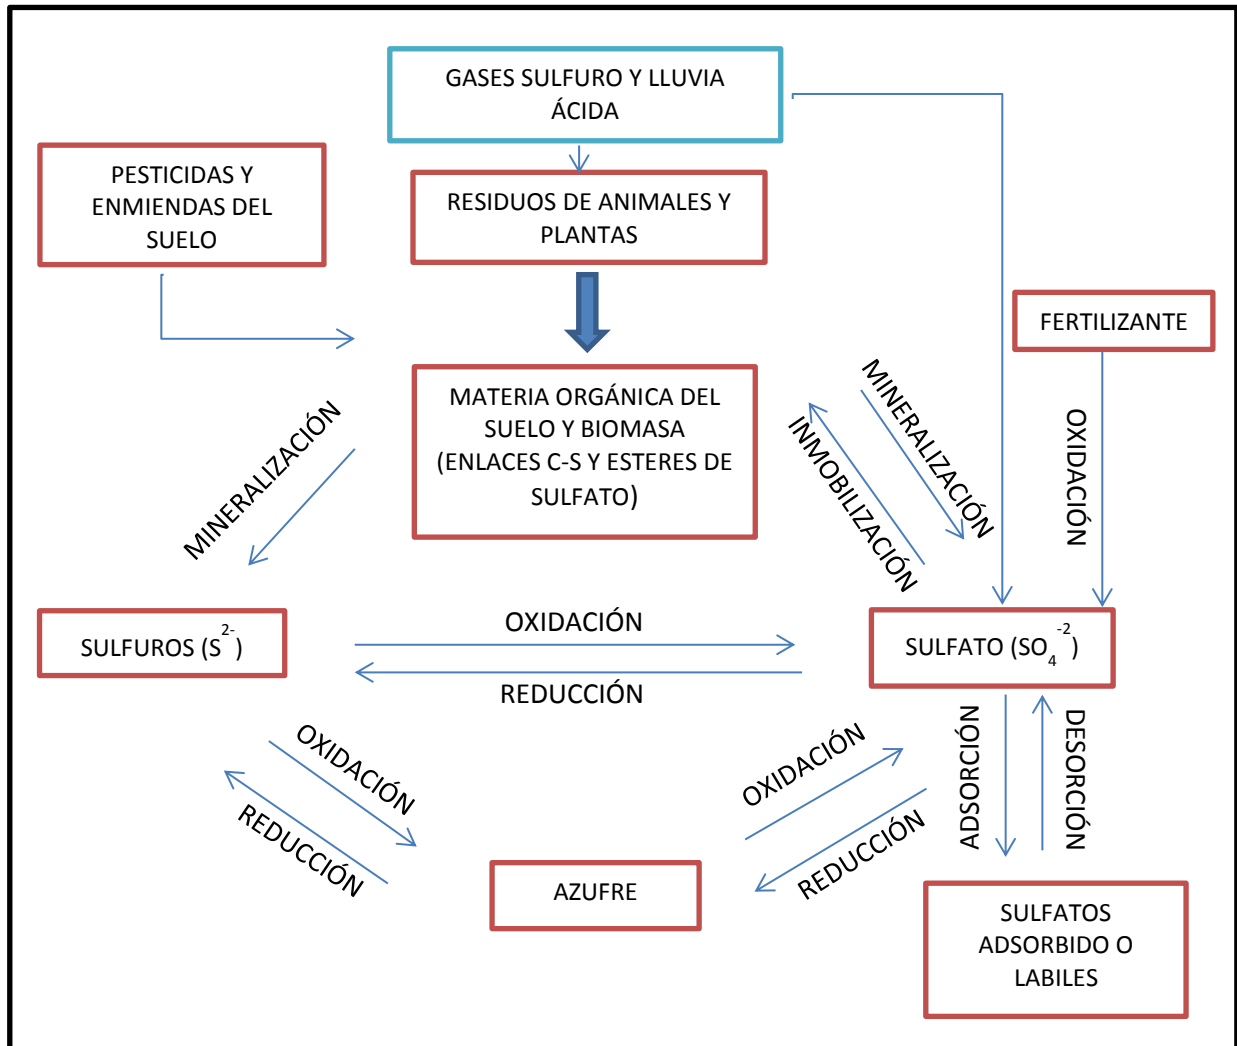 GASES SULFURO Y LLUVIA
ÁCIDA
PESTICIDAS Y
ENMIENDAS DEL
SUELO
RESIDUOS DE ANIMALES Y
PLANTAS
FERTILIZANTE
MATERIA ORGÁNICA DEL
SUELO Y BIOMASA
(ENLACES C-S Y ESTERES DE
SULFATO)
MINERALIZACIÓN
MINERALIZACIÓN
INMOBILIZACIÓN
OXIDACIÓN
SULFUROS (S²⁻)
OXIDACIÓN
REDUCCIÓN
SULFATO (SO₄⁻²)
OXIDACIÓN
REDUCCIÓN
OXIDACIÓN
REDUCCIÓN
ADSORCIÓN
DESORCIÓN
AZUFRE
SULFATOS
ADSORBIDO O
LABILES